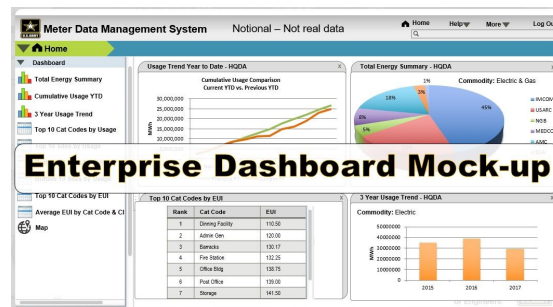 U.S. ARMY
Meter Data Management System
Notional – Not real data
Home
Help
More
Log Ou
Home
Dashboard
Total Energy Summary
Cumulative Usage YTD
3 Year Usage Trend
Top 10 Cat Codes by Usage
Top 10 Cat Codes by EUI
Average EUI by Cat Code & Cl
Map
Usage Trend Year to Date - HQDA
x
Cumulative Usage Comparison
Current YTD vs. Previous YTD
MWh
30,000,000
25,000,000
20,000,000
15,000,000
10,000,000
5,000,000
Total Energy Summary - HQDA
x
Commodity: Electric & Gas
1%
3%
18%
45%
8%
5%
IMCOM
USARC
NGB
MEDCO
AMC
Enterprise Dashboard Mock-up
Top 10 Cat Codes by EUI
x
Rank Cat Code EUI
1 Dinning Facility 110.50
2 Admin Gen 120.00
3 Barracks 130.17
4 Fire Station 132.25
5 Office Bldg 138.75
6 Post Office 139.00
7 Storage 141.50
3 Year Usage Trend - HQDA
x
Commodity: Electric
MWh
50000000
40000000
30000000
20000000
10000000
0
2015 2016 2017